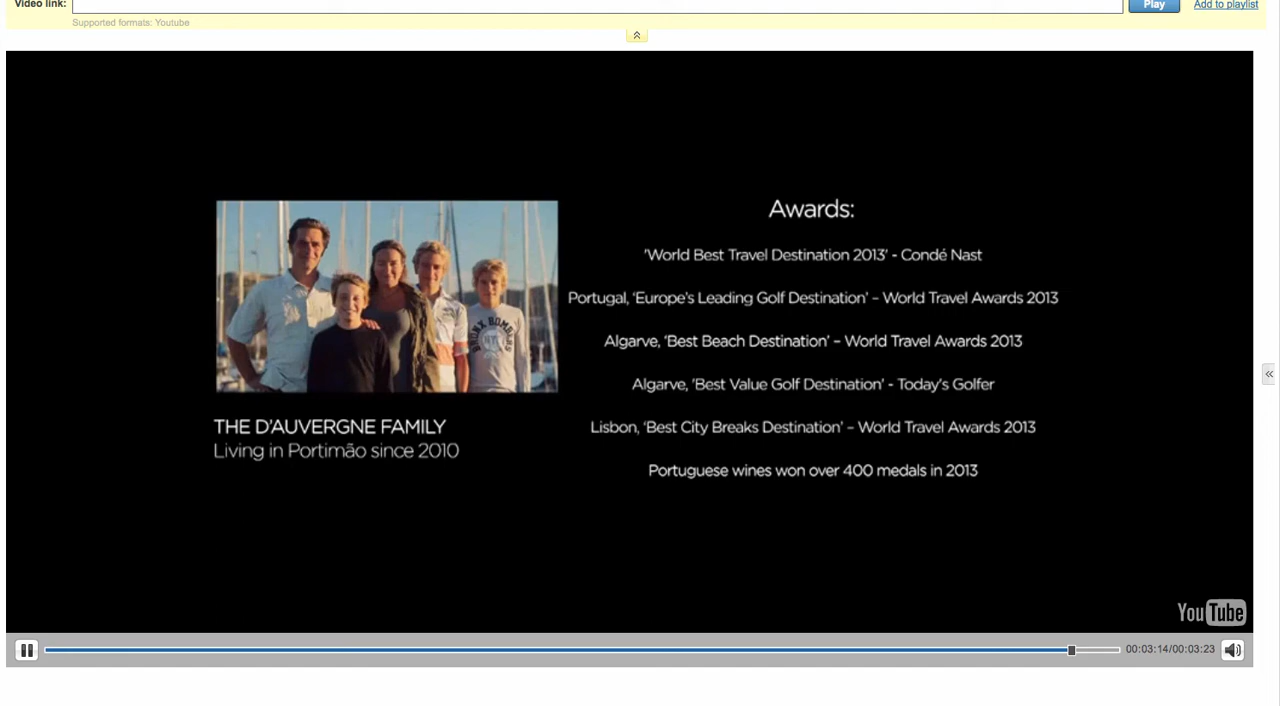 Video link:
Play
Add to playlist
Supported formats: Youtube
Awards:
'World Best Travel Destination 2013' - Condé Nast
Portugal, ‘Europe’s Leading Golf Destination’ – World Travel Awards 2013
Algarve, ‘Best Beach Destination’ – World Travel Awards 2013
Algarve, 'Best Value Golf Destination' - Today's Golfer
Lisbon, ‘Best City Breaks Destination’ – World Travel Awards 2013
Portuguese wines won over 400 medals in 2013
BRONX BOMBERS
NY
THE D'AUVERGNE FAMILY
Living in Portimão since 2010
YouTube
00:03:14/00:03:23